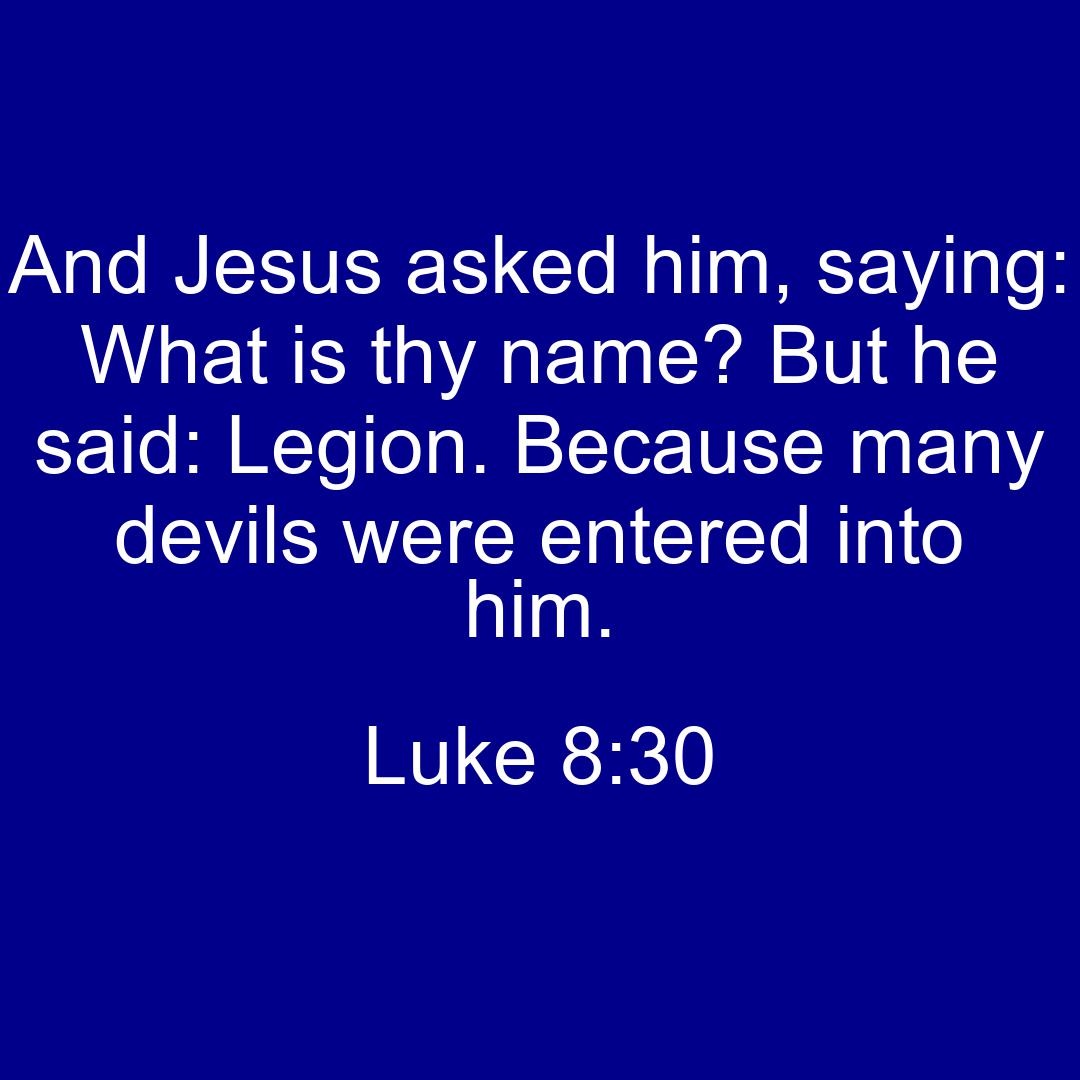 And Jesus asked him, saying:
What is thy name? But he
said: Legion. Because many
devils were entered into
him.
Luke 8:30